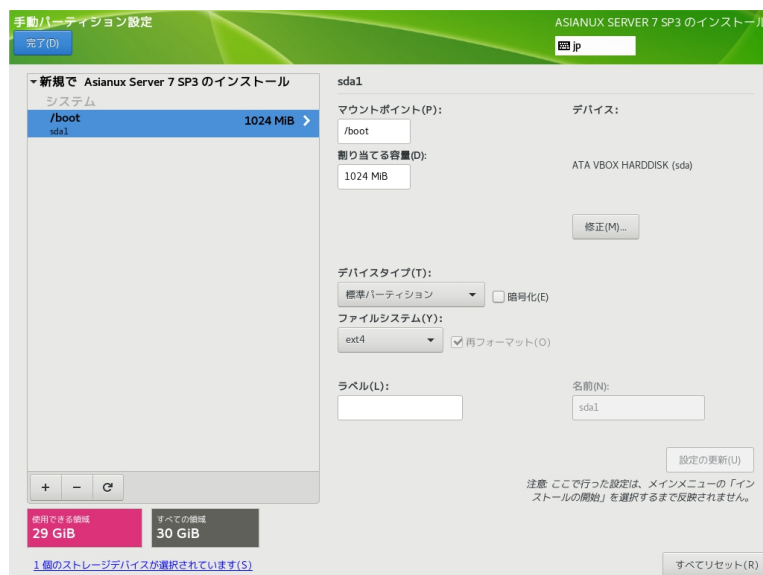 手動パーティション設定
ASIANUX SERVER 7 SP3 のインストール
完了(D)
jp
新規で Asianux Server 7 SP3 のインストール
システム
/boot
1024 MiB
sda1
sda1
マウントポイント(P):
デバイス:
/boot
割り当てる容量(D):
1024 MiB
ATA VBOX HARDDISK (sda)
修正(M)...
デバイスタイプ(T):
標準パーティション
暗号化(E)
ファイルシステム(Y):
ext4
再フォーマット(O)
ラベル(L):
名前(N):
sda1
設定の更新(U)
注意: ここで行った設定は、メインメニューの「イン
ストールの開始」を選択するまで反映されません。
+ −
使用できる領域
29 GiB
すべての領域
30 GiB
1 個のストレージデバイスが選択されています(S)
すべてリセット(R)